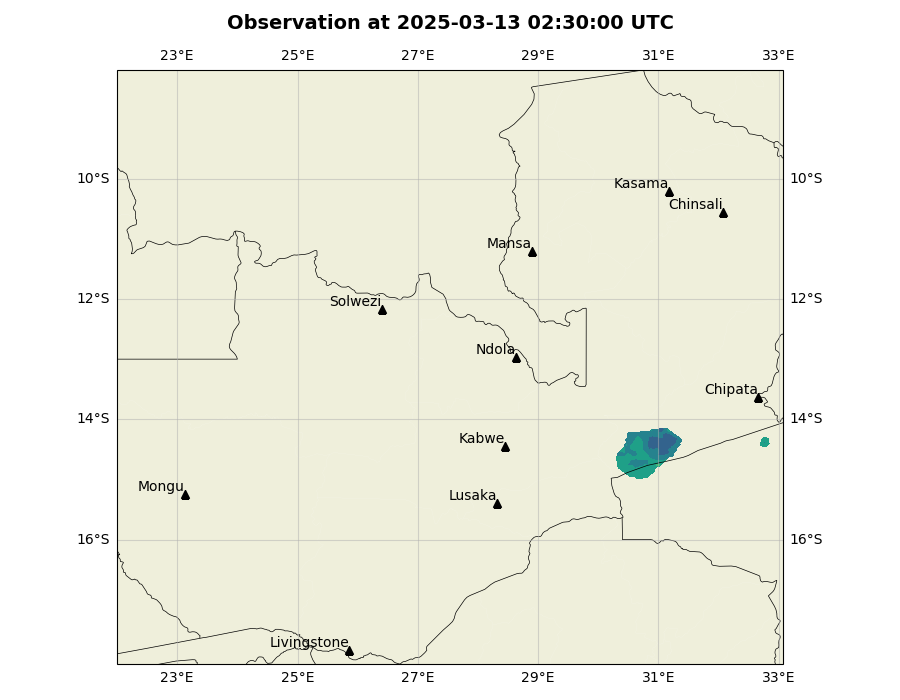 Observation at 2025-03-13 02:30:00 UTC
23°E 25°E 27°E 29°E 31°E 33°E
10°S 10°S
Kasama
Chinsali
Mansa
12°S 12°S
Solwezi
Ndola
Chipata
14°S 14°S
Kabwe
Mongu
Lusaka
16°S 16°S
Livingstone
23°E 25°E 27°E 29°E 31°E 33°E